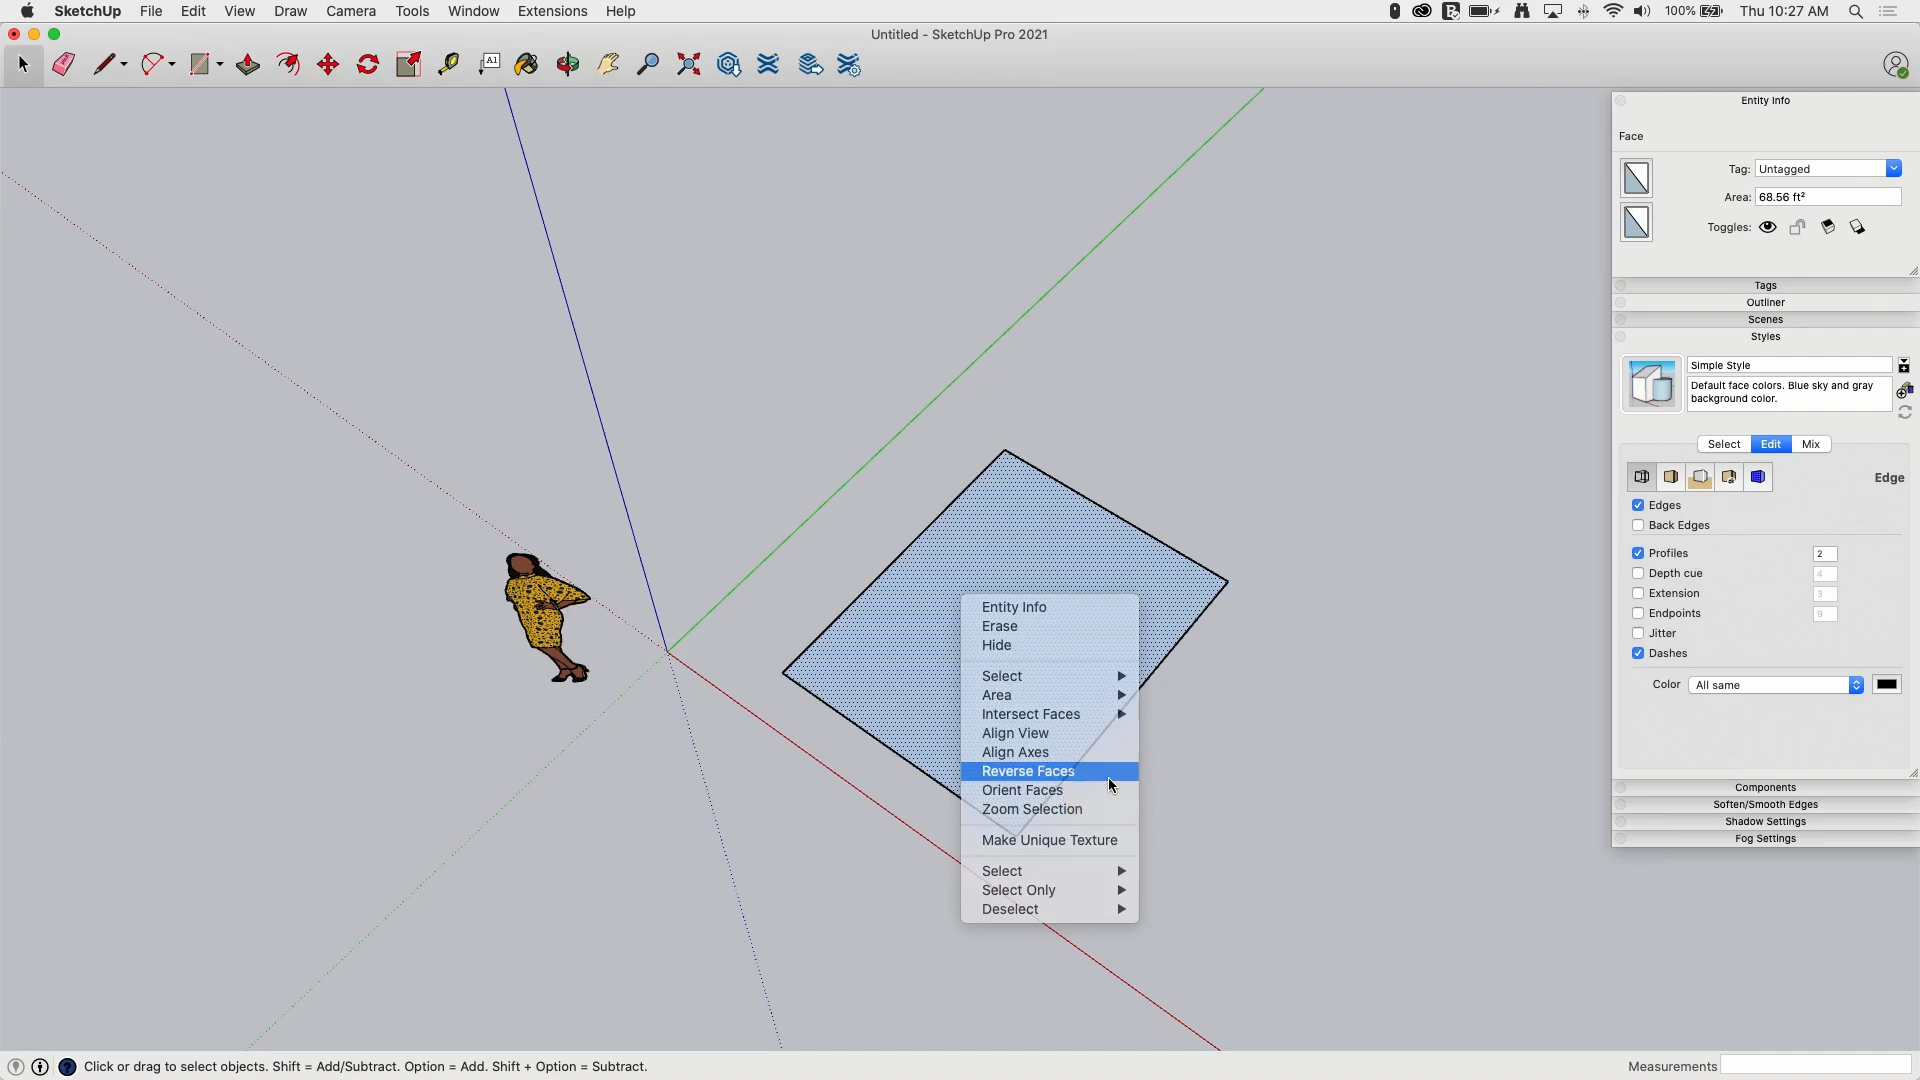 SketchUp File Edit View Draw Camera Tools Window Extensions Help 100% Thu 10:27 AM
Untitled - SketchUp Pro 2021
A1
Entity Info
Face
Tag: Untagged
Area: 68.56 ft²
Toggles:
Tags
Outliner
Scenes
Styles
Simple Style
Default face colors. Blue sky and gray
background color.
Select Edit Mix
Edge
Edges
Back Edges
Profiles 2
Depth cue 4
Extension 3
Endpoints 9
Jitter
Dashes
Color All same
Components
Soften/Smooth Edges
Shadow Settings
Fog Settings
Entity Info
Erase
Hide
Select
Area
Intersect Faces
Align View
Align Axes
Reverse Faces
Orient Faces
Zoom Selection
Make Unique Texture
Select
Select Only
Deselect
Click or drag to select objects. Shift = Add/Subtract. Option = Add. Shift + Option = Subtract.
Measurements